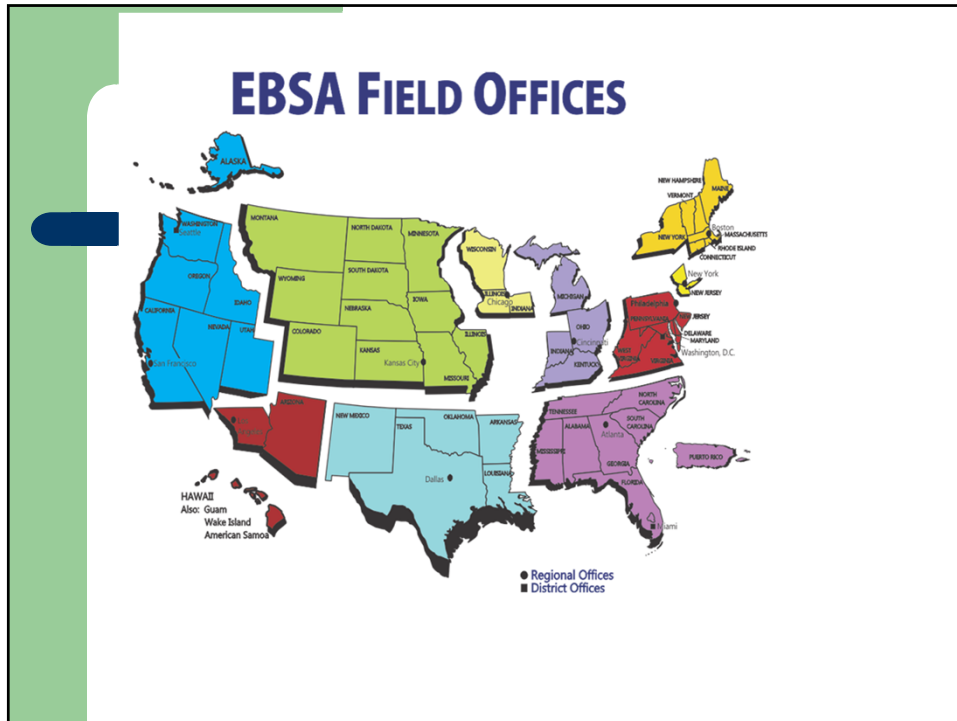 EBSA FIELD OFFICES
ALASKA
WASHINGTON
Seattle
OREGON
IDAHO
CALIFORNIA
NEVADA
UTAH
San Francisco
MONTANA
NORTH DAKOTA
MINNESOTA
SOUTH DAKOTA
WYOMING
NEBRASKA
IOWA
COLORADO
KANSAS
ILLINOIS
Kansas City
MISSOURI
WISCONSIN
ILLINOIS
Chicago
INDIANA
MICHIGAN
OHIO
Cincinnati
INDIANA
KENTUCKY
NEW HAMPSHIRE
VERMONT
MAINE
NEW YORK
Boston
MASSACHUSETTS
RHODE ISLAND
CONNECTICUT
New York
NEW JERSEY
Philadelphia
PENNSYLVANIA
NEW JERSEY
DELAWARE
MARYLAND
Washington, D.C.
WEST
VIRGINIA
VIRGINIA
ARIZONA
NEW MEXICO
TEXAS
OKLAHOMA
ARKANSAS
LOUISIANA
Dallas
TENNESSEE
NORTH
CAROLINA
SOUTH
CAROLINA
ALABAMA
Atlanta
MISSISSIPPI
GEORGIA
FLORIDA
Miami
PUERTO RICO
HAWAII
Also: Guam
Wake Island
American Samoa
Regional Offices
District Offices